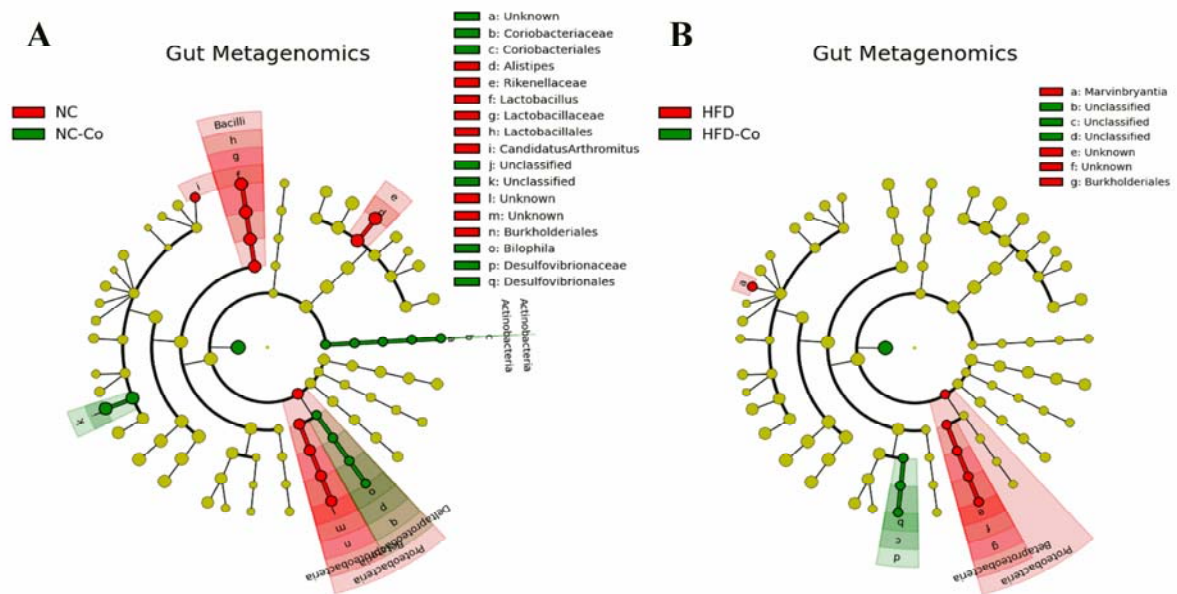 A
Gut Metagenomics
NC
NC-Co
a: Unknown
b: Coriobacteriaceae
c: Coriobacteriales
d: Alistipes
e: Rikenellaceae
f: Lactobacillus
g: Lactobacillaceae
h: Lactobacillales
i: CandidatusArthromitus
j: Unclassified
k: Unclassified
l: Unknown
m: Unknown
n: Burkholderiales
o: Bilophila
p: Desulfovibrionaceae
q: Desulfovibrionales
Bacilli
h
g
f
i
e
d
a
b
c
Actinobacteria
Actinobacteria
k
j
l
m
n
o
p
q
Proteobacteria
B
Gut Metagenomics
HFD
HFD-Co
a: Marvinbryantia
b: Unclassified
c: Unclassified
d: Unclassified
e: Unknown
f: Unknown
g: Burkholderiales
a
b
c
d
e
f
g
Betaproteobacteria
Proteobacteria